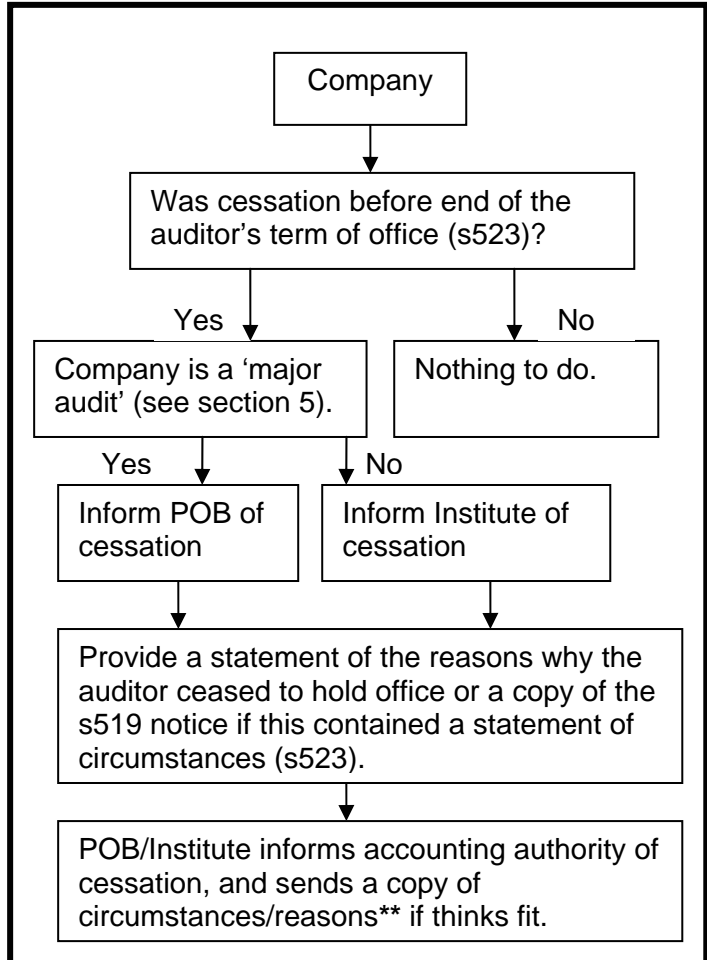 Company
Was cessation before end of the
auditor’s term of office (s523)?
Yes
No
Company is a ‘major
audit’ (see section 5).
Nothing to do.
Yes
No
Inform POB of
cessation
Inform Institute of
cessation
Provide a statement of the reasons why the
auditor ceased to hold office or a copy of the
s519 notice if this contained a statement of
circumstances (s523).
POB/Institute informs accounting authority of
cessation, and sends a copy of
circumstances/reasons** if thinks fit.